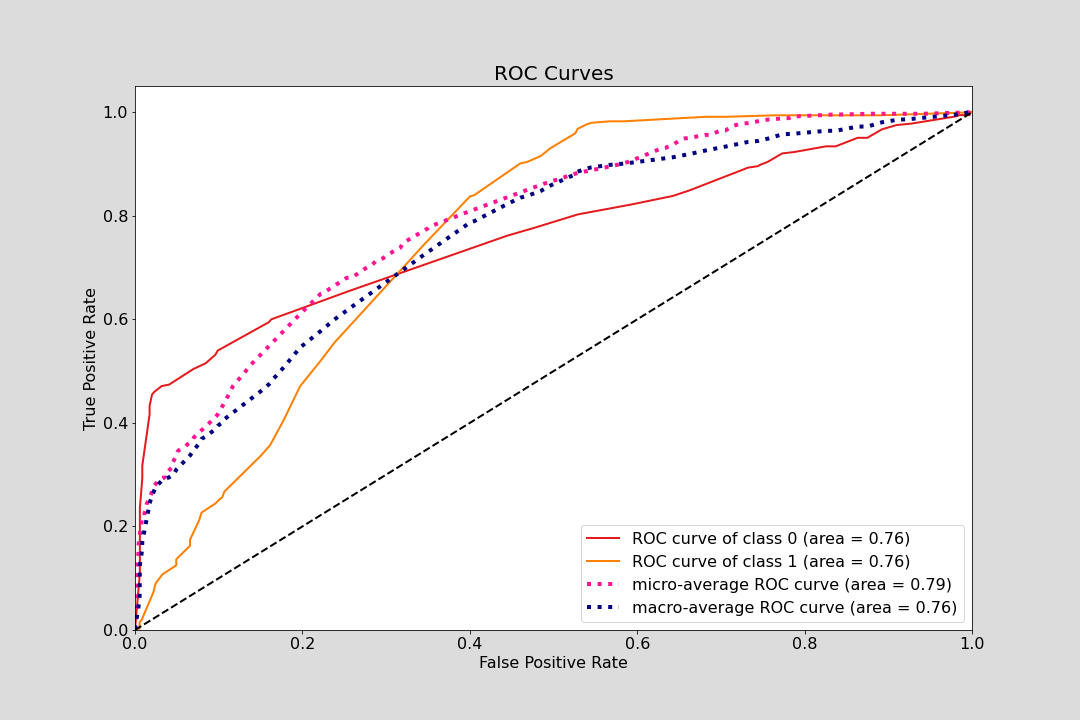 ROC Curves
True Positive Rate
1.0
0.8
0.6
0.4
0.2
0.0
0.0 0.2 0.4 0.6 0.8 1.0
False Positive Rate
ROC curve of class 0 (area = 0.76)
ROC curve of class 1 (area = 0.76)
micro-average ROC curve (area = 0.79)
macro-average ROC curve (area = 0.76)